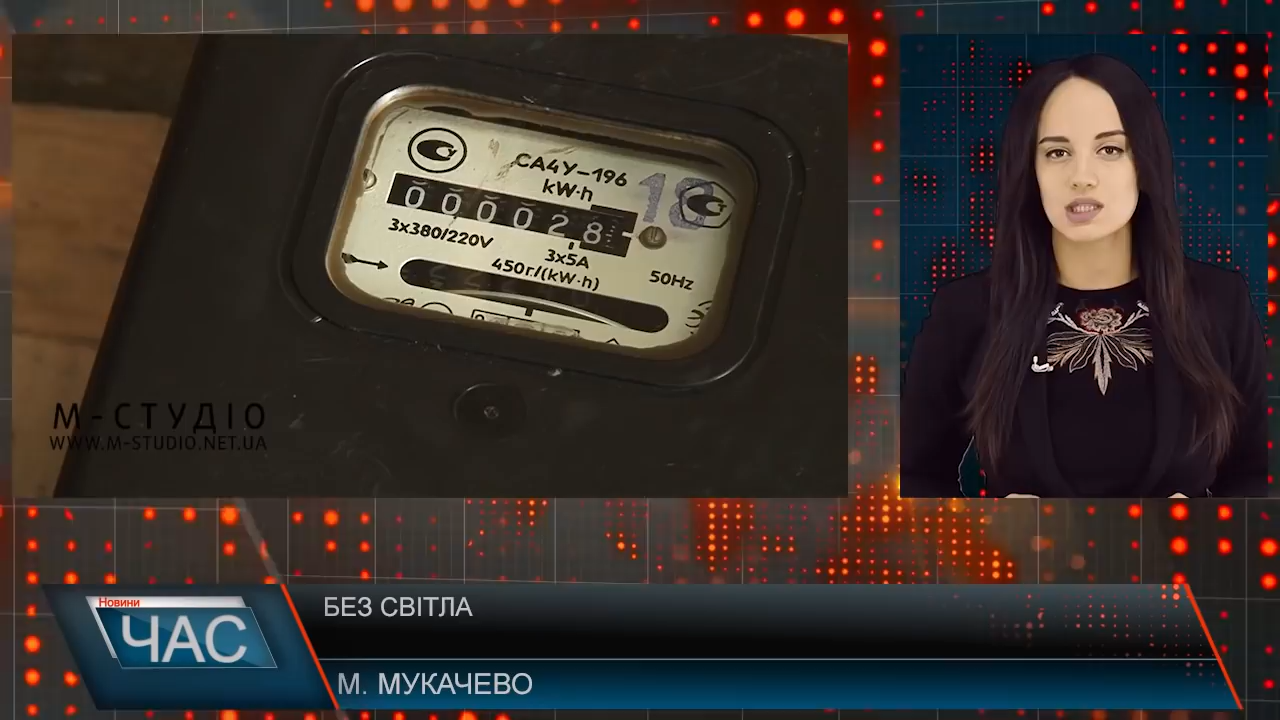 СА4У-196
kW·h
18
000028
3x380/220V
3x5A
450r/(kW·h)
50Hz
М-СТУДІО
WWW.M-STUDIO.NET.UA
Новини
ЧАС
БЕЗ СВІТЛА
М. МУКАЧЕВО